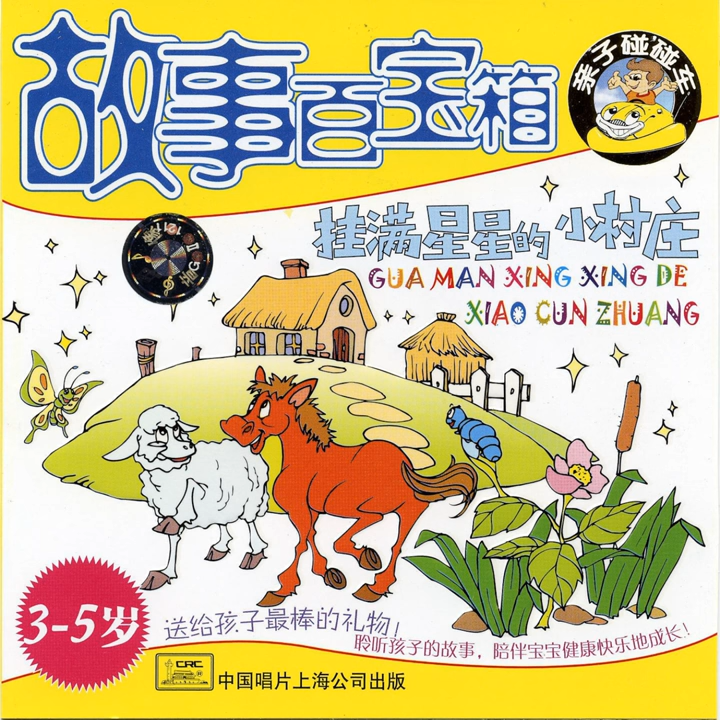 故事百宝箱
亲子碰碰车
挂满星星的小村庄
GUA MAN XING XING DE
XIAO CUN ZHUANG
3-5岁
送给孩子最棒的礼物!
聆听孩子的故事，陪伴宝宝健康快乐地成长!
CRC
中国唱片上海公司出版